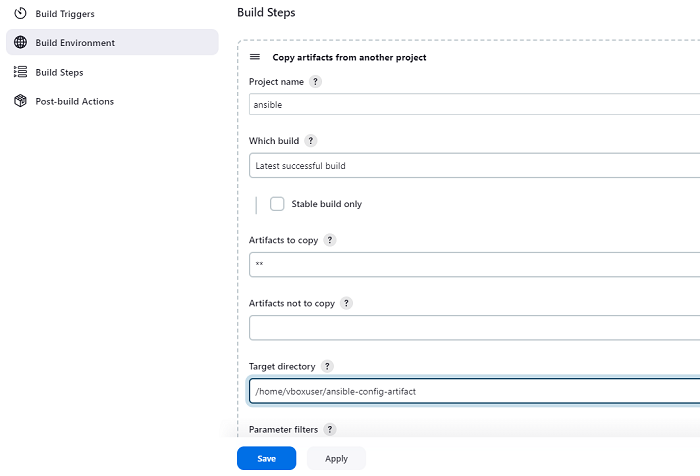 Build Triggers
Build Environment
Build Steps
Post-build Actions
Build Steps
Copy artifacts from another project
Project name ?
ansible
Which build ?
Latest successful build
Stable build only
Artifacts to copy ?
**
Artifacts not to copy ?
Target directory ?
/home/vboxuser/ansible-config-artifact
Parameter filters ?
Save
Apply